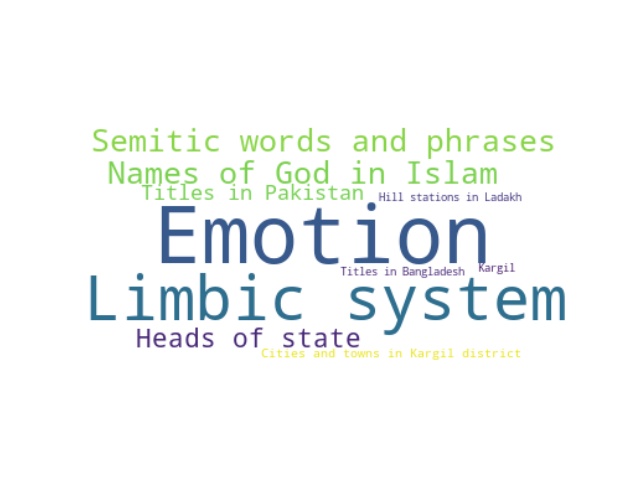 Semitic words and phrases
Names of God in Islam
Titles in Pakistan
Hill stations in Ladakh
Emotion
Titles in Bangladesh
Kargil
Limbic system
Heads of state
Cities and towns in Kargil district